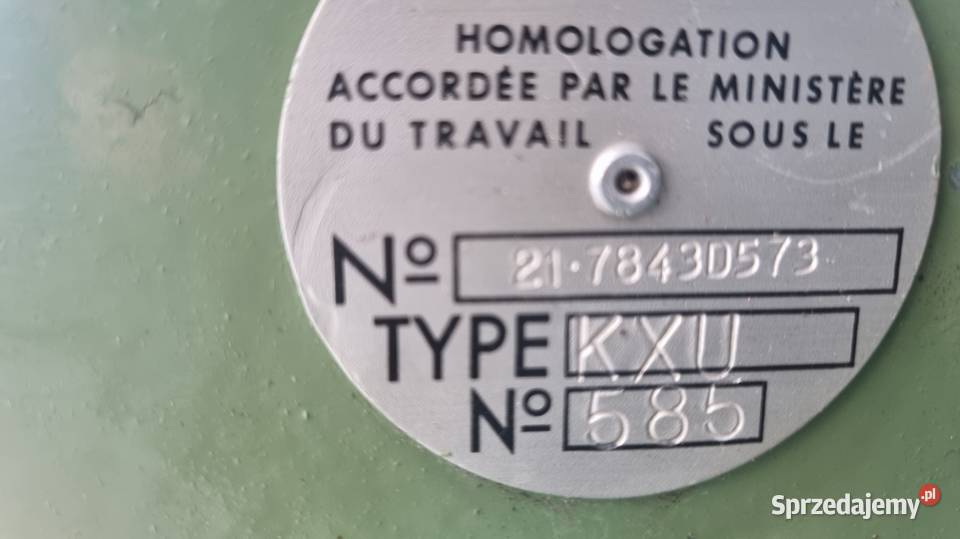 HOMOLOGATION
ACCORDÉE PAR LE MINISTÈRE
DU TRAVAIL SOUS LE
Nº 21·7843D573
TYPE KXU
Nº 585
Sprzedajemy.pl